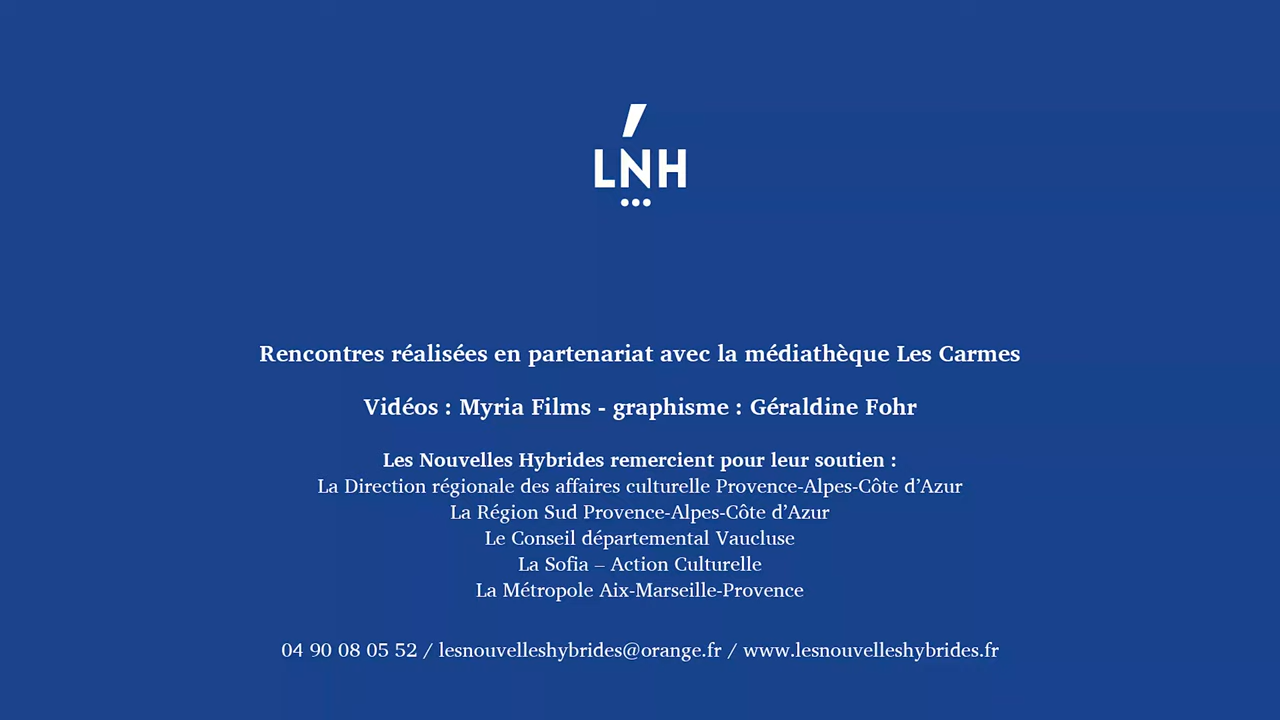 LNH
Rencontres réalisées en partenariat avec la médiathèque Les Carmes
Vidéos : Myria Films - graphisme : Géraldine Fohr
Les Nouvelles Hybrides remercient pour leur soutien :
La Direction régionale des affaires culturelle Provence-Alpes-Côte d’Azur
La Région Sud Provence-Alpes-Côte d’Azur
Le Conseil départemental Vaucluse
La Sofia – Action Culturelle
La Métropole Aix-Marseille-Provence
04 90 08 05 52 / lesnouvelleshybrides@orange.fr / www.lesnouvelleshybrides.fr